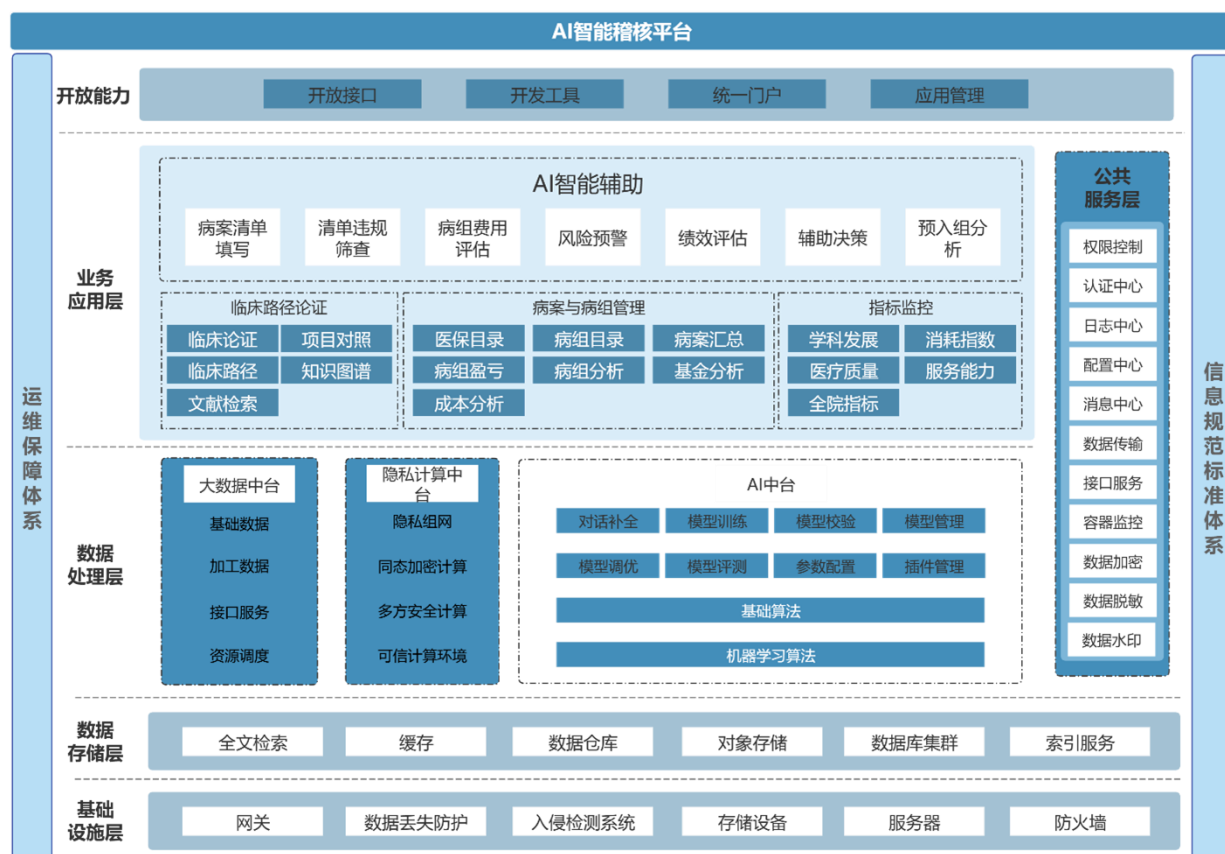 AI智能稽核平台
运维保障体系
信息规范标准体系
开放能力
开放接口
开发工具
统一门户
应用管理
业务
应用层
AI智能辅助
病案清单
填写
清单违规
筛查
病组费用
评估
风险预警
绩效评估
辅助决策
预入组分
析
临床路径论证
临床论证
项目对照
临床路径
知识图谱
文献检索
病案与病组管理
医保目录
病组目录
病案汇总
病组盈亏
病组分析
基金分析
成本分析
指标监控
学科发展
消耗指数
医疗质量
服务能力
全院指标
公共
服务层
权限控制
认证中心
日志中心
配置中心
消息中心
数据传输
接口服务
容器监控
数据加密
数据脱敏
数据水印
数据
处理层
大数据中台
基础数据
加工数据
接口服务
资源调度
隐私计算中
台
隐私组网
同态加密计算
多方安全计算
可信计算环境
AI中台
对话补全
模型训练
模型校验
模型管理
模型调优
模型评测
参数配置
插件管理
基础算法
机器学习算法
数据
存储层
全文检索
缓存
数据仓库
对象存储
数据库集群
索引服务
基础
设施层
网关
数据丢失防护
入侵检测系统
存储设备
服务器
防火墙